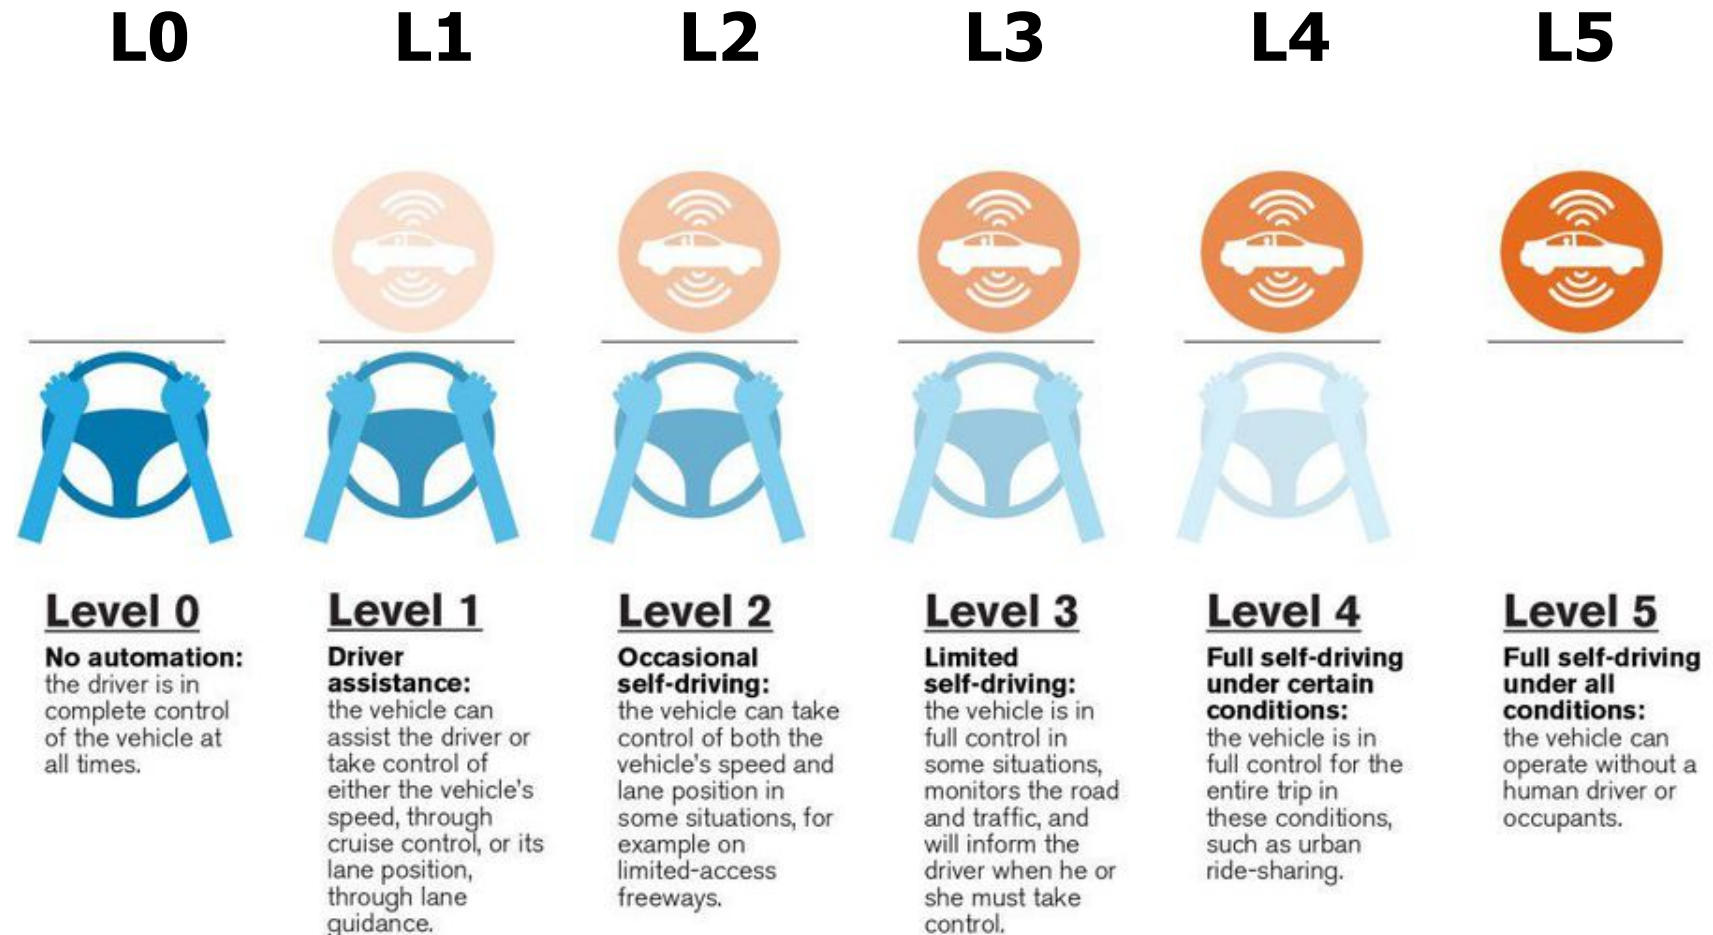 L0
L1
L2
L3
L4
L5
Level 0
No automation:
the driver is in
complete control
of the vehicle at
all times.
Level 1
Driver
assistance:
the vehicle can
assist the driver or
take control of
either the vehicle's
speed, through
cruise control, or its
lane position,
through lane
guidance.
Level 2
Occasional
self-driving:
the vehicle can take
control of both the
vehicle's speed and
lane position in
some situations, for
example on
limited-access
freeways.
Level 3
Limited
self-driving:
the vehicle is in
full control in
some situations,
monitors the road
and traffic, and
will inform the
driver when he or
she must take
control.
Level 4
Full self-driving
under certain
conditions:
the vehicle is in
full control for the
entire trip in
these conditions,
such as urban
ride-sharing.
Level 5
Full self-driving
under all
conditions:
the vehicle can
operate without a
human driver or
occupants.